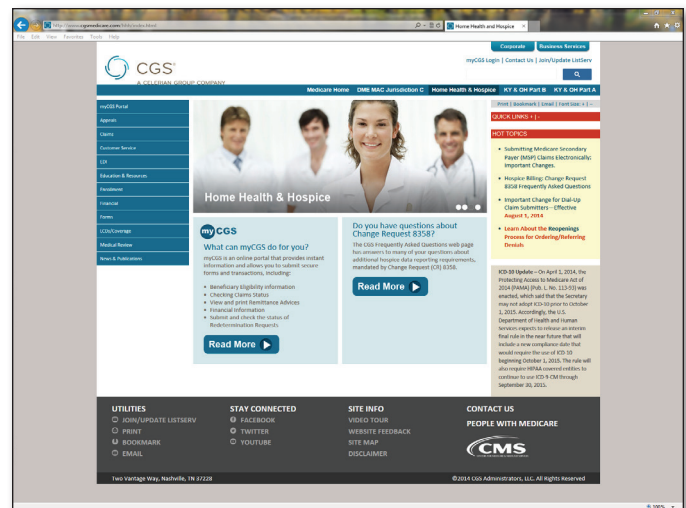 http://www.cgsmedicare.com/hhh/index.html
Home Health and Hospice
File Edit View Favorites Tools Help
Corporate
Business Services
myCGS Login | Contact Us | Join/Update ListServ
CGS
A CELERIAN GROUP COMPANY
Medicare Home DME MAC Jurisdiction C Home Health & Hospice KY & OH Part B KY & OH Part A
Print | Bookmark | Email | Font Size: + | -
myCGS Portal
Appeals
Claims
Customer Service
EDI
Education & Resources
Enrollment
Financial
Forms
LCDs/Coverage
Medical Review
News & Publications
Home Health & Hospice
myCGS
What can myCGS do for you?
myCGS is an online portal that provides instant
information and allows you to submit secure
forms and transactions, including:
• Beneficiary Eligibility information
• Checking Claims Status
• View and print Remittance Advices
• Financial Information
• Submit and check the status of
Redetermination Requests
Read More
Do you have questions about
Change Request 8358?
The CGS Frequently Asked Questions web page
has answers to many of your questions about
additional hospice data reporting requirements,
mandated by Change Request (CR) 8358.
Read More
QUICK LINKS + | -
HOT TOPICS
• Submitting Medicare Secondary
Payer (MSP) Claims Electronically:
Important Changes.
• Hospice Billing: Change Request
8358 Frequently Asked Questions
• Important Change for Dial-Up
Claim Submitters—Effective
August 1, 2014
• Learn About the Reopenings
Process for Ordering/Referring
Denials
ICD-10 Update – On April 1, 2014, the
Protecting Access to Medicare Act of
2014 (PAMA) (Pub. L. No. 113-93) was
enacted, which said that the Secretary
may not adopt ICD-10 prior to October
1, 2015. Accordingly, the U.S.
Department of Health and Human
Services expects to release an interim
final rule in the near future that will
include a new compliance date that
would require the use of ICD-10
beginning October 1, 2015. The rule will
also require HIPAA covered entities to
continue to use ICD-9-CM through
September 30, 2015.
UTILITIES
JOIN/UPDATE LISTSERV
PRINT
BOOKMARK
EMAIL
STAY CONNECTED
FACEBOOK
TWITTER
YOUTUBE
SITE INFO
VIDEO TOUR
WEBSITE FEEDBACK
SITE MAP
DISCLAIMER
CONTACT US
PEOPLE WITH MEDICARE
CMS
Two Vantage Way, Nashville, TN 37228
©2014 CGS Administrators, LLC. All Rights Reserved
100%